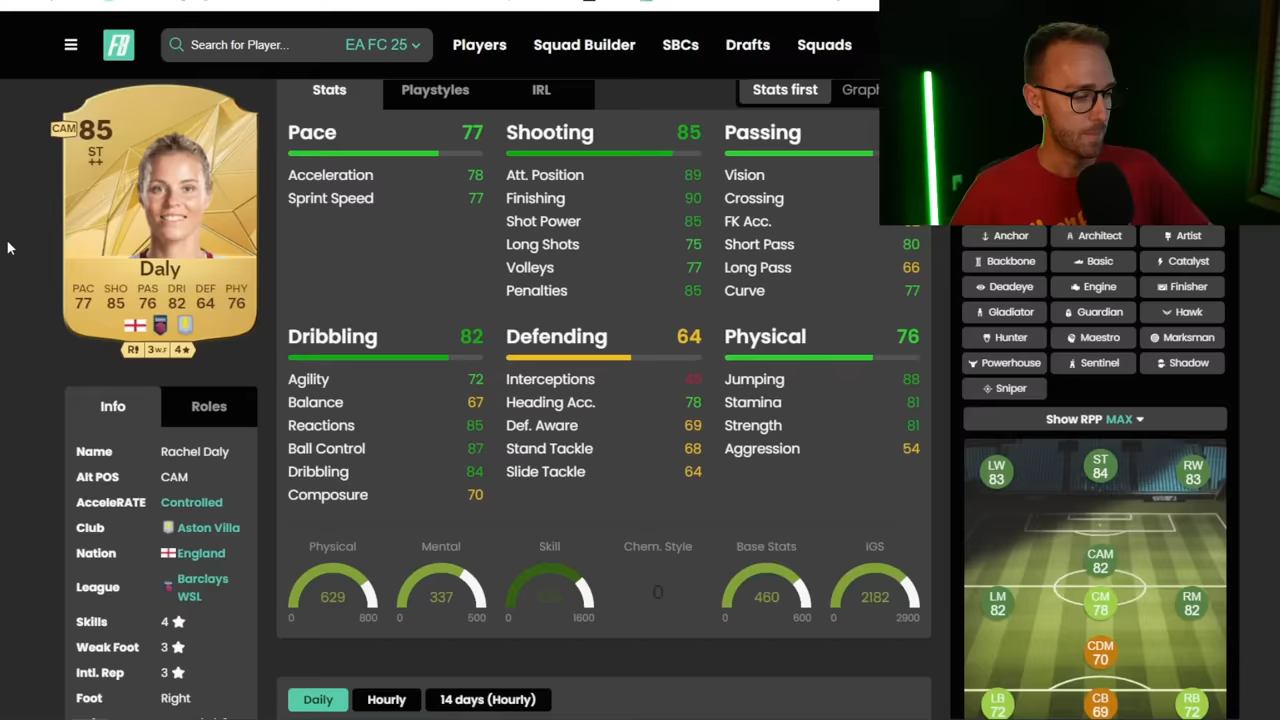 FB
Search for Player...
EA FC 25
Players
Squad Builder
SBCs
Drafts
Squads
CAM 85
ST
++
Daly
PAC SHO PAS DRI DEF PHY
77 85 76 82 64 76
R 3 W.F 4★
Stats
Playstyles
IRL
Stats first
Grap
Pace 77
Acceleration 78
Sprint Speed 77
Shooting 85
Att. Position 89
Finishing 90
Shot Power 85
Long Shots 75
Volleys 77
Penalties 85
Passing
Vision
Crossing
FK Acc.
Short Pass 80
Long Pass 66
Curve 77
Dribbling 82
Agility 72
Balance 67
Reactions 85
Ball Control 87
Dribbling 84
Composure 70
Defending 64
Interceptions
Heading Acc. 78
Def. Aware 69
Stand Tackle 68
Slide Tackle 64
Physical 76
Jumping 88
Stamina 81
Strength 81
Aggression 54
Physical
629
0 800
Mental
337
0 500
Skill
0 1600
Chem. Style
0
Base Stats
460
0 600
IGS
2182
0 2900
Daily
Hourly
14 days (Hourly)
Info
Roles
Name Rachel Daly
Alt POS CAM
AcceleRATE Controlled
Club Aston Villa
Nation England
League Barclays
WSL
Skills 4 ★
Weak Foot 3 ★
Intl. Rep 3 ★
Foot Right
Anchor
Architect
Artist
Backbone
Basic
Catalyst
Deadeye
Engine
Finisher
Gladiator
Guardian
Hawk
Hunter
Maestro
Marksman
Powerhouse
Sentinel
Shadow
Sniper
Show RPP MAX
LW
83
ST
84
RW
83
CAM
82
LM
82
CM
78
RM
82
CDM
70
LB
72
CB
69
RB
72